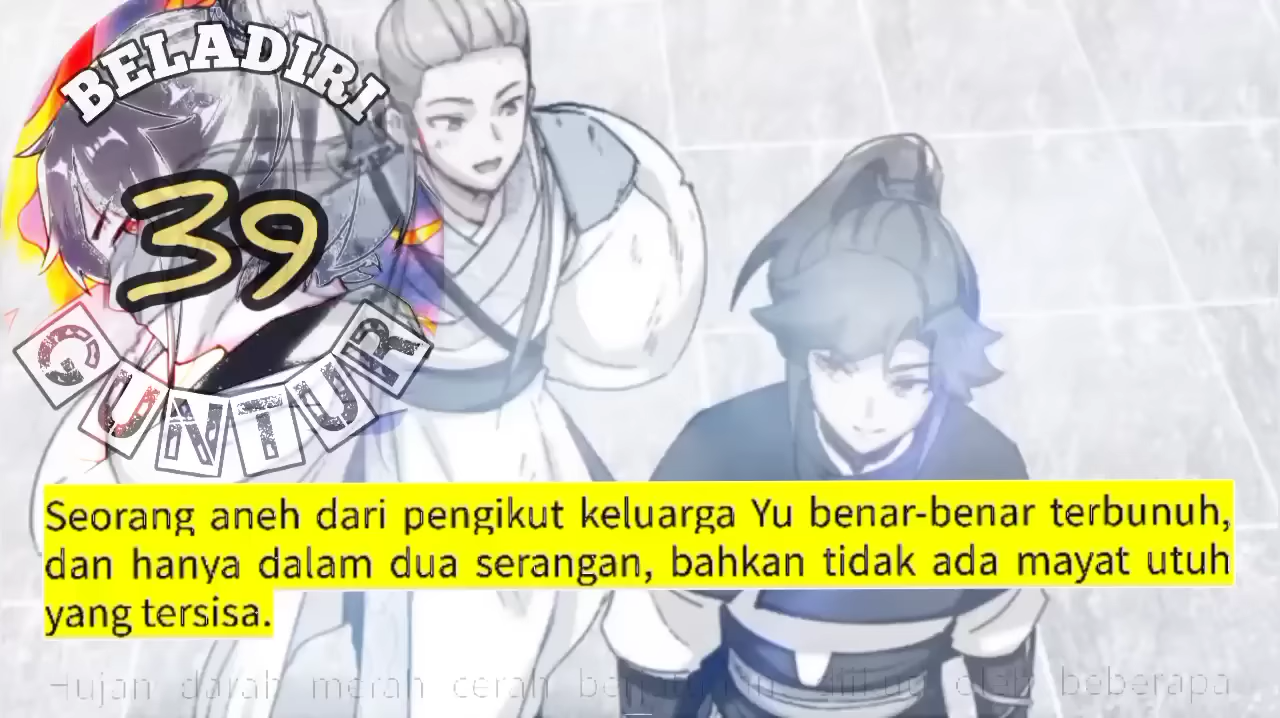 BELADIRI
39
GUNTUR
Seorang aneh dari pengikut keluarga Yu benar-benar terbunuh,
dan hanya dalam dua serangan, bahkan tidak ada mayat utuh
yang tersisa.
Hujan darah merah cerah oleh beberapa